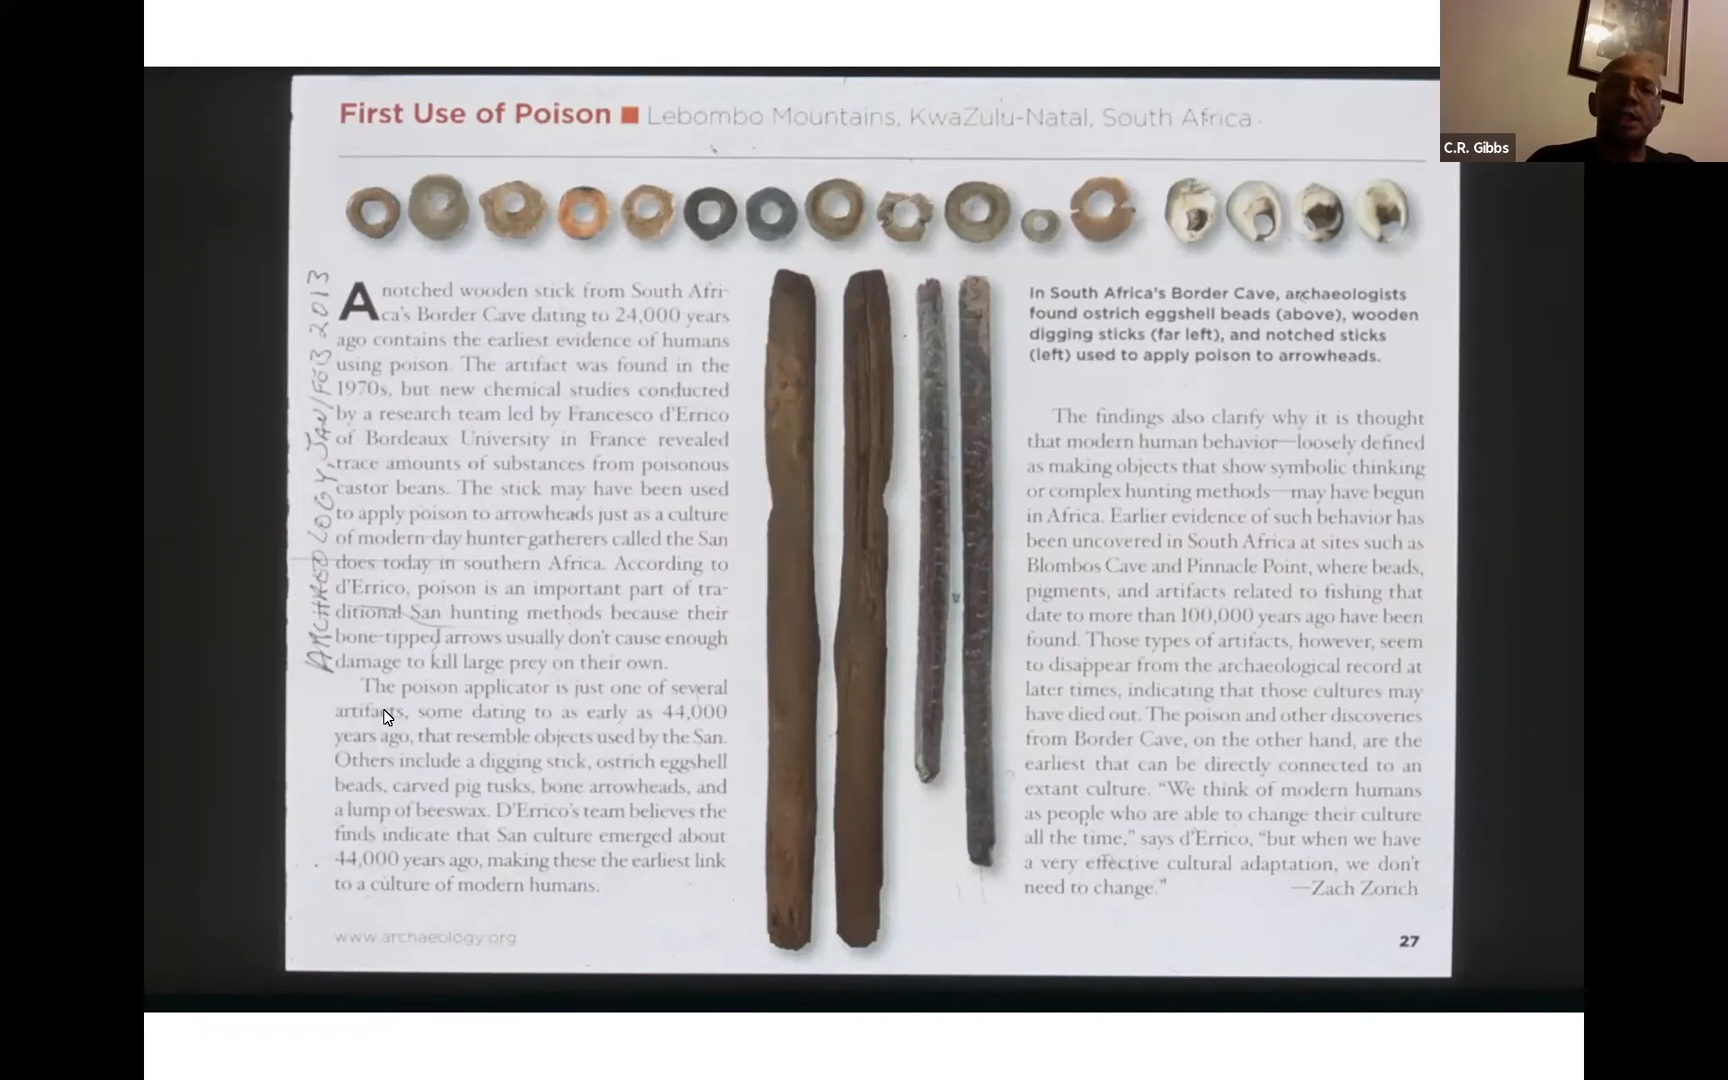 First Use of Poison ■ Lebombo Mountains, KwaZulu-Natal, South Africa
C.R. Gibbs
ARCHAEOLOGY, JAN/FEB 2013
A notched wooden stick from South Afri-
ca's Border Cave dating to 24,000 years
ago contains the earliest evidence of humans
using poison. The artifact was found in the
1970s, but new chemical studies conducted
by a research team led by Francesco d'Errico
of Bordeaux University in France revealed
trace amounts of substances from poisonous
castor beans. The stick may have been used
to apply poison to arrowheads just as a culture
of modern-day hunter-gatherers called the San
does today in southern Africa. According to
d'Errico, poison is an important part of tra-
ditional San hunting methods because their
bone-tipped arrows usually don't cause enough
damage to kill large prey on their own.
The poison applicator is just one of several
artifacts, some dating to as early as 44,000
years ago, that resemble objects used by the San.
Others include a digging stick, ostrich eggshell
beads, carved pig tusks, bone arrowheads, and
a lump of beeswax. D'Errico's team believes the
finds indicate that San culture emerged about
44,000 years ago, making these the earliest link
to a culture of modern humans.
In South Africa's Border Cave, archaeologists
found ostrich eggshell beads (above), wooden
digging sticks (far left), and notched sticks
(left) used to apply poison to arrowheads.
The findings also clarify why it is thought
that modern human behavior—loosely defined
as making objects that show symbolic thinking
or complex hunting methods—may have begun
in Africa. Earlier evidence of such behavior has
been uncovered in South Africa at sites such as
Blombos Cave and Pinnacle Point, where beads,
pigments, and artifacts related to fishing that
date to more than 100,000 years ago have been
found. Those types of artifacts, however, seem
to disappear from the archaeological record at
later times, indicating that those cultures may
have died out. The poison and other discoveries
from Border Cave, on the other hand, are the
earliest that can be directly connected to an
extant culture. "We think of modern humans
as people who are able to change their culture
all the time," says d'Errico, "but when we have
a very effective cultural adaptation, we don't
need to change." —Zach Zorich
www.archaeology.org
27